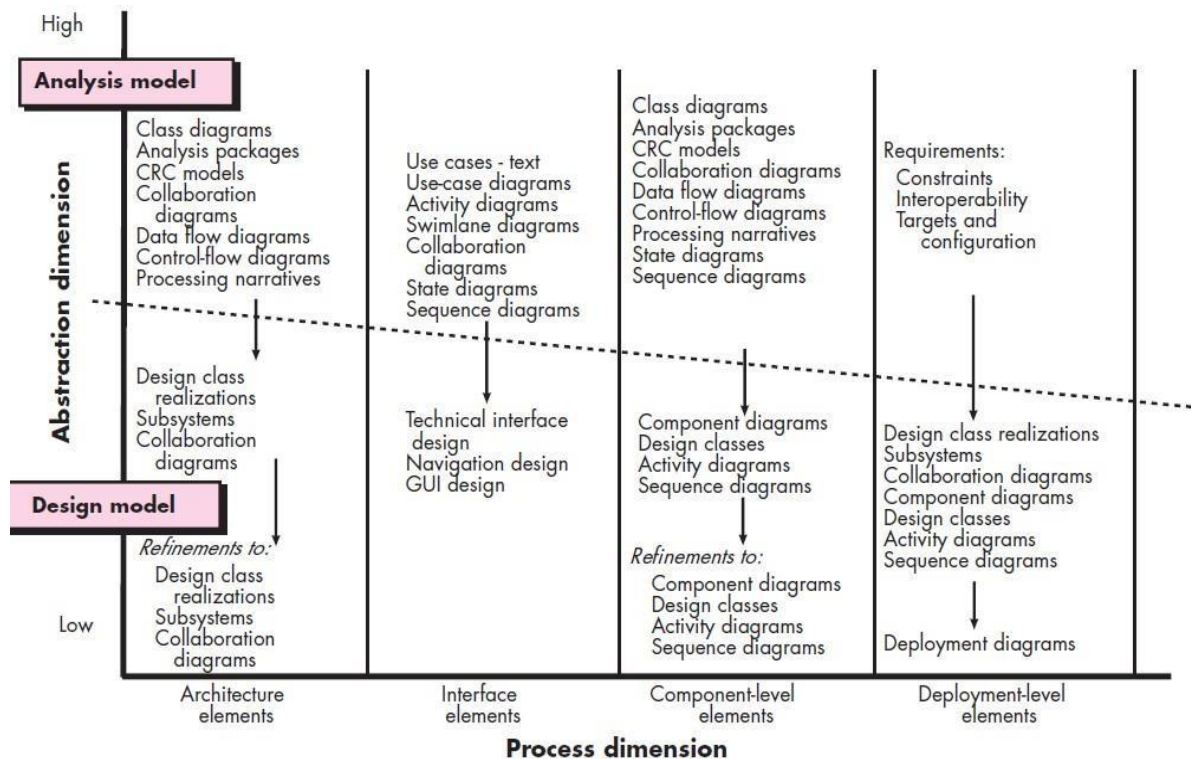 High
Analysis model
Abstraction dimension
Design model
Low
Class diagrams
Analysis packages
CRC models
Collaboration
diagrams
Data flow diagrams
Control-flow diagrams
Processing narratives
Design class
realizations
Subsystems
Collaboration
diagrams
Refinements to:
Design class
realizations
Subsystems
Collaboration
diagrams
Architecture
elements
Use cases - text
Use-case diagrams
Activity diagrams
Swimlane diagrams
Collaboration
diagrams
State diagrams
Sequence diagrams
Technical interface
design
Navigation design
GUI design
Interface
elements
Class diagrams
Analysis packages
CRC models
Collaboration diagrams
Data flow diagrams
Control-flow diagrams
Processing narratives
State diagrams
Sequence diagrams
Component diagrams
Design classes
Activity diagrams
Sequence diagrams
Refinements to:
Component diagrams
Design classes
Activity diagrams
Sequence diagrams
Component-level
elements
Requirements:
Constraints
Interoperability
Targets and
configuration
Design class realizations
Subsystems
Collaboration diagrams
Component diagrams
Design classes
Activity diagrams
Sequence diagrams
Deployment diagrams
Deployment-level
elements
Process dimension